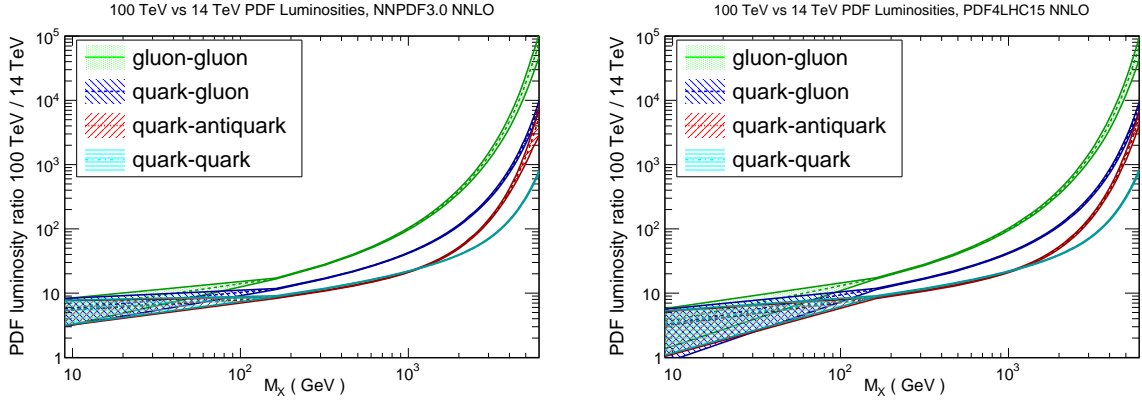 100 TeV vs 14 TeV PDF Luminosities, NNPDF3.0 NNLO
PDF luminosity ratio 100 TeV / 14 TeV
10^5
10^4
10^3
10^2
10
1
gluon-gluon
quark-gluon
quark-antiquark
quark-quark
10
10^2
10^3
M_X ( GeV )
100 TeV vs 14 TeV PDF Luminosities, PDF4LHC15 NNLO
PDF luminosity ratio 100 TeV / 14 TeV
10^5
10^4
10^3
10^2
10
1
gluon-gluon
quark-gluon
quark-antiquark
quark-quark
10
10^2
10^3
M_X ( GeV )